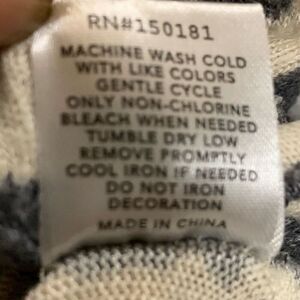 RN#150181
MACHINE WASH COLD
WITH LIKE COLORS
GENTLE CYCLE
ONLY NON-CHLORINE
BLEACH WHEN NEEDED
TUMBLE DRY LOW
REMOVE PROMPTLY
COOL IRON IF NEEDED
DO NOT IRON
DECORATION
MADE IN CHINA